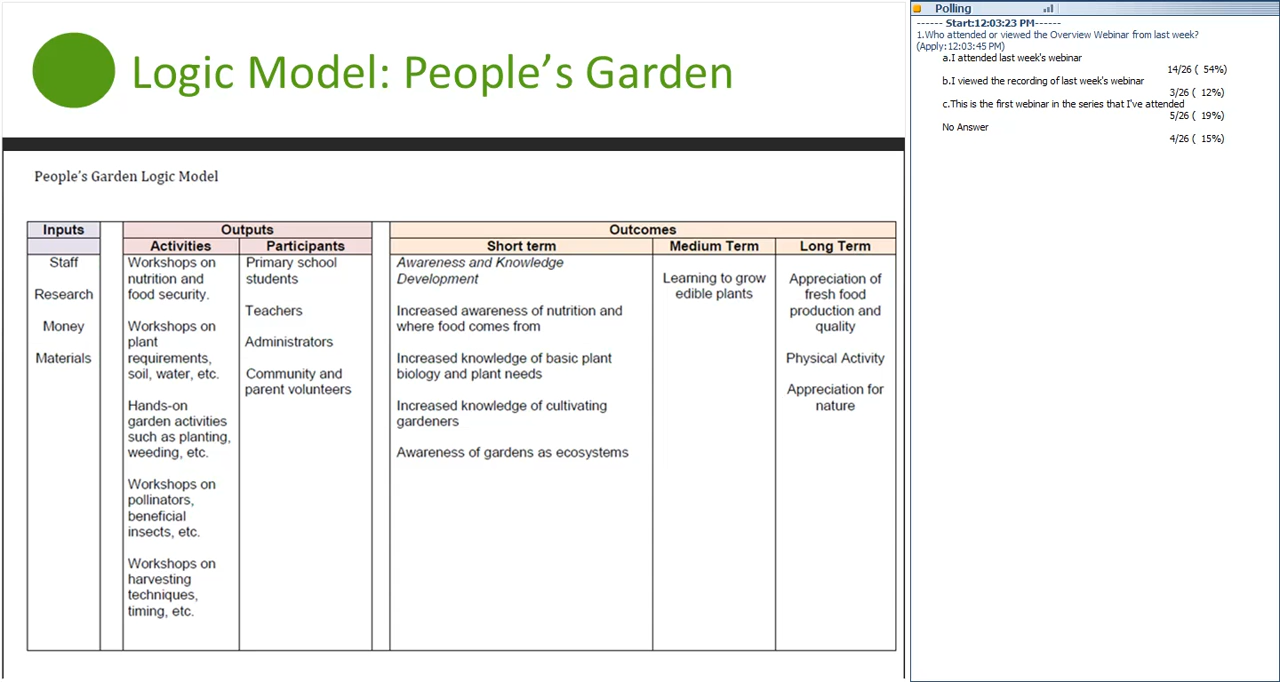 Logic Model: People's Garden
People's Garden Logic Model
Inputs
Outputs
Outcomes
Activities
Participants
Short term
Medium Term
Long Term
Staff
Research
Money
Materials
Workshops on
nutrition and
food security.
Workshops on
plant
requirements,
soil, water, etc.
Hands-on
garden activities
such as planting,
weeding, etc.
Workshops on
pollinators,
beneficial
insects, etc.
Workshops on
harvesting
techniques,
timing, etc.
Primary school
students
Teachers
Administrators
Community and
parent volunteers
Awareness and Knowledge
Development
Increased awareness of nutrition and
where food comes from
Increased knowledge of basic plant
biology and plant needs
Increased knowledge of cultivating
gardeners
Awareness of gardens as ecosystems
Learning to grow
edible plants
Appreciation of
fresh food
production and
quality
Physical Activity
Appreciation for
nature
Polling
------ Start:12:03:23 PM------
1.Who attended or viewed the Overview Webinar from last week?
(Apply:12:03:45 PM)
a.I attended last week's webinar
14/26 ( 54%)
b.I viewed the recording of last week's webinar
3/26 ( 12%)
c.This is the first webinar in the series that I've attended
5/26 ( 19%)
No Answer
4/26 ( 15%)